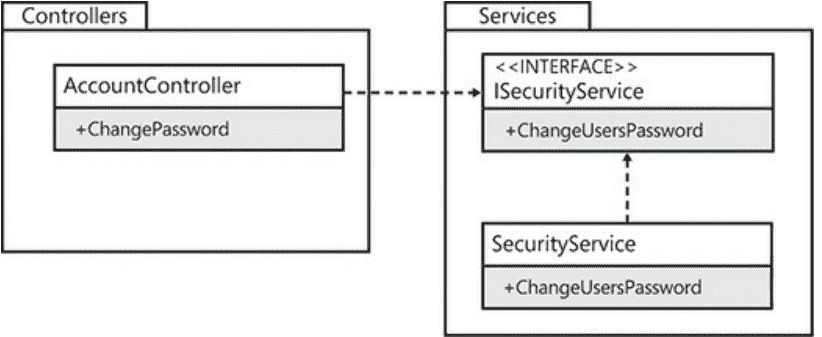 Controllers
AccountController
+ChangePassword
Services
<<INTERFACE>>
ISecurityService
+ChangeUsersPassword
SecurityService
+ChangeUsersPassword